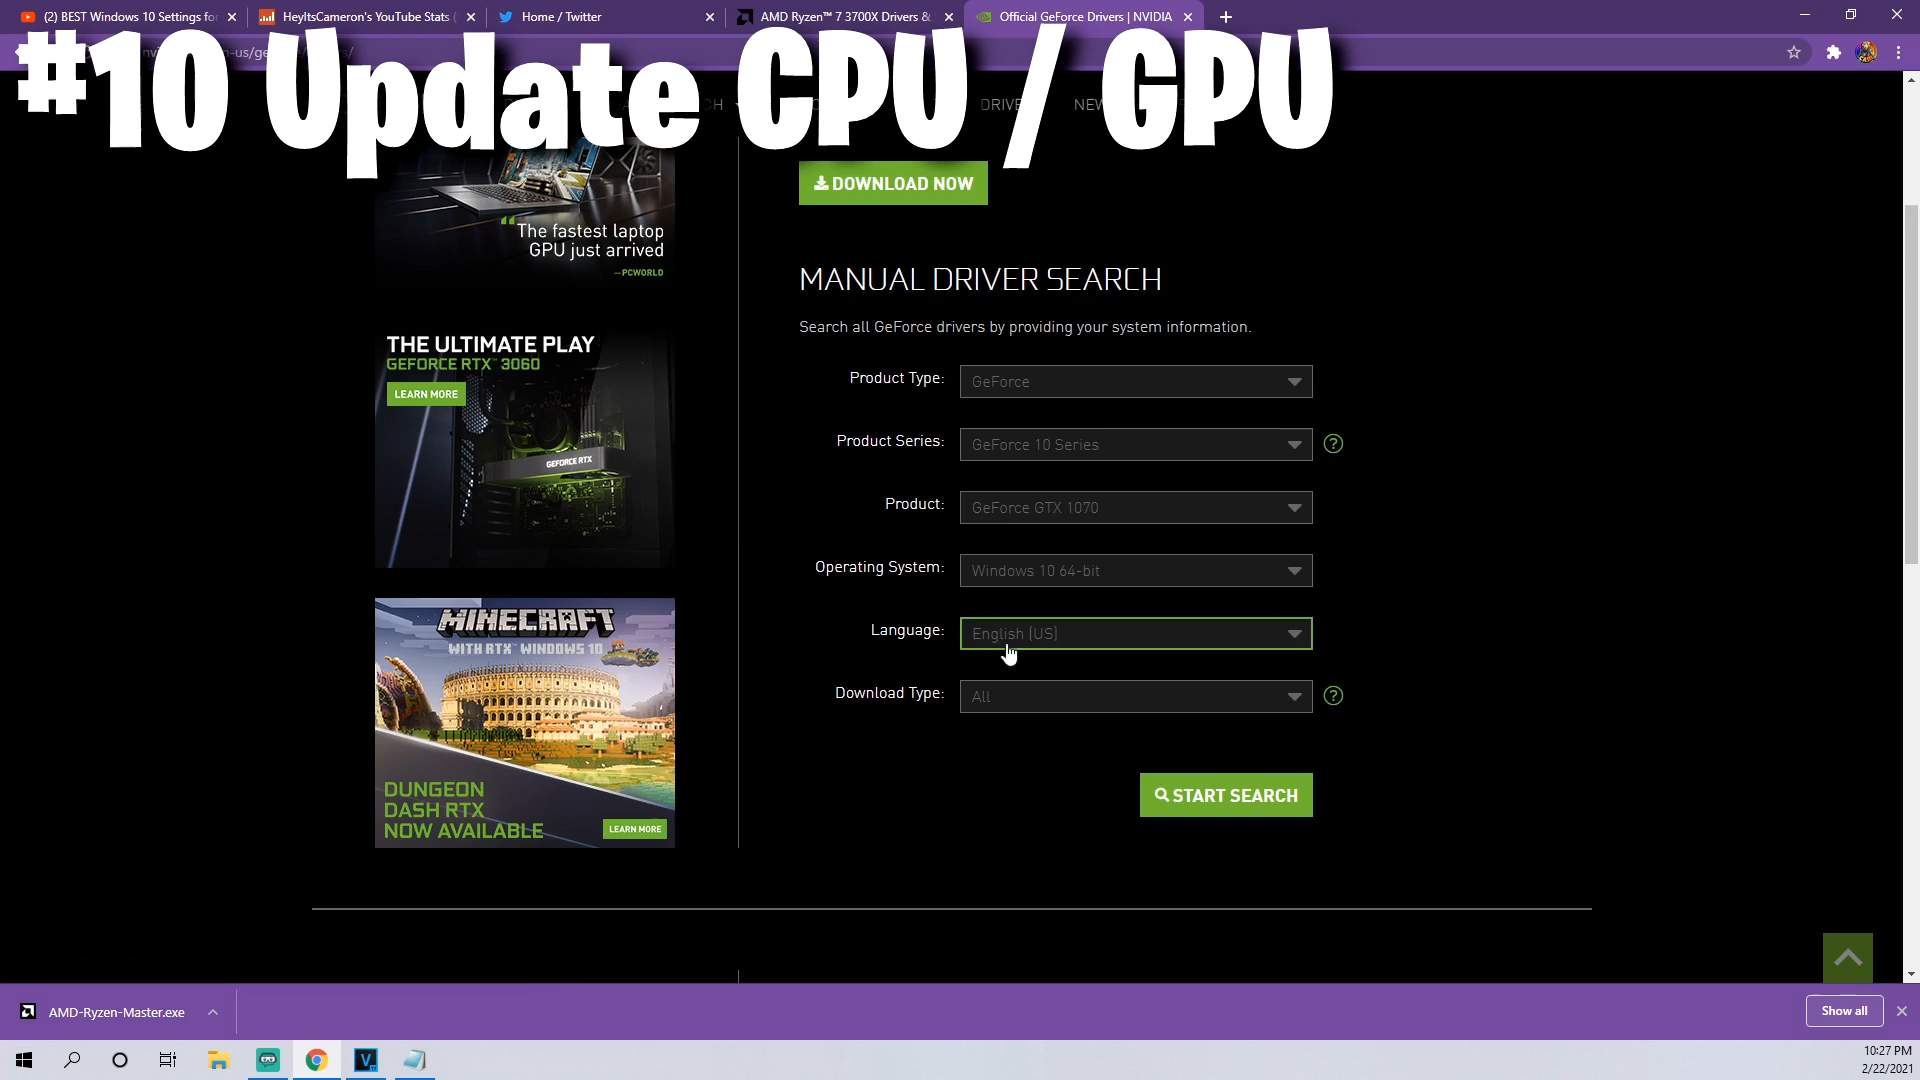 (2) BEST Windows 10 Settings for
HeyItsCameron's YouTube Stats (
Home / Twitter
AMD Ryzen™ 7 3700X Drivers &
Official GeForce Drivers | NVIDIA
#10 Update CPU / GPU
DOWNLOAD NOW
"The fastest laptop
GPU just arrived
—PCWORLD
MANUAL DRIVER SEARCH
Search all GeForce drivers by providing your system information.
THE ULTIMATE PLAY
GEFORCE RTX™ 3060
LEARN MORE
GEFORCE RTX
Product Type:
GeForce
Product Series:
GeForce 10 Series
?
Product:
GeForce GTX 1070
Operating System:
Windows 10 64-bit
Language:
English (US)
Download Type:
All
?
START SEARCH
MINECRAFT
WITH RTX™ WINDOWS 10
DUNGEON
DASH RTX
NOW AVAILABLE
LEARN MORE
AMD-Ryzen-Master.exe
Show all
10:27 PM
2/22/2021